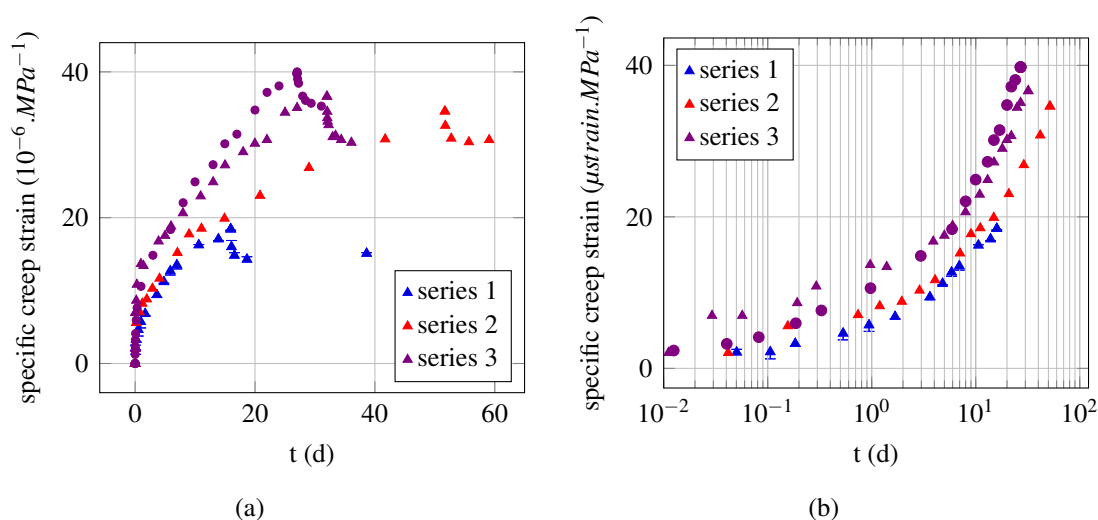 specific creep strain (10⁻⁶.MPa⁻¹)
40
20
0
0
20
40
60
t (d)
series 1
series 2
series 3
(a)
specific creep strain (μstrain.MPa⁻¹)
40
20
0
10⁻²
10⁻¹
10⁰
10¹
10²
t (d)
series 1
series 2
series 3
(b)